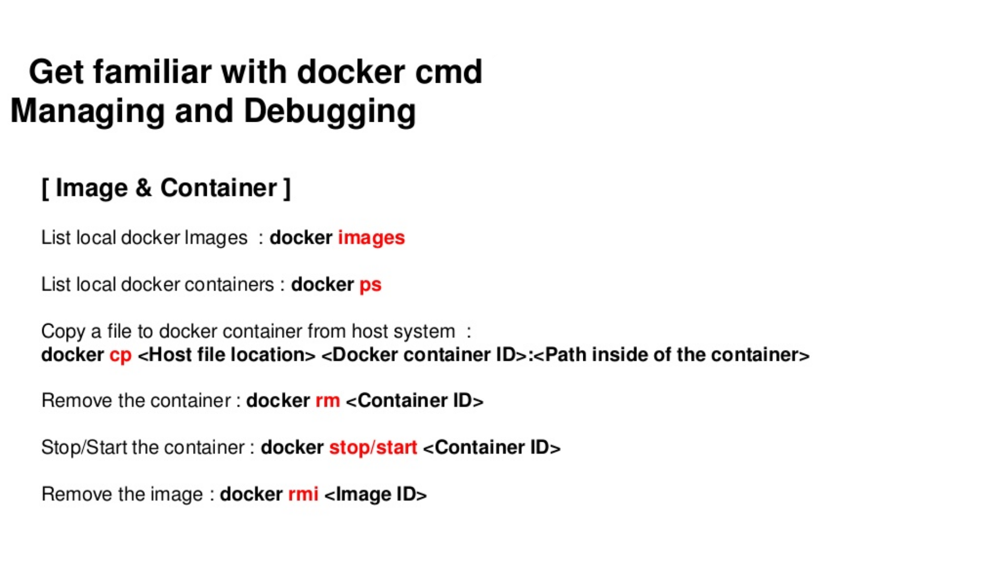 Get familiar with docker cmd
Managing and Debugging
[ Image & Container ]
List local docker Images : docker images
List local docker containers : docker ps
Copy a file to docker container from host system :
docker cp <Host file location> <Docker container ID>:<Path inside of the container>
Remove the container : docker rm <Container ID>
Stop/Start the container : docker stop/start <Container ID>
Remove the image : docker rmi <Image ID>